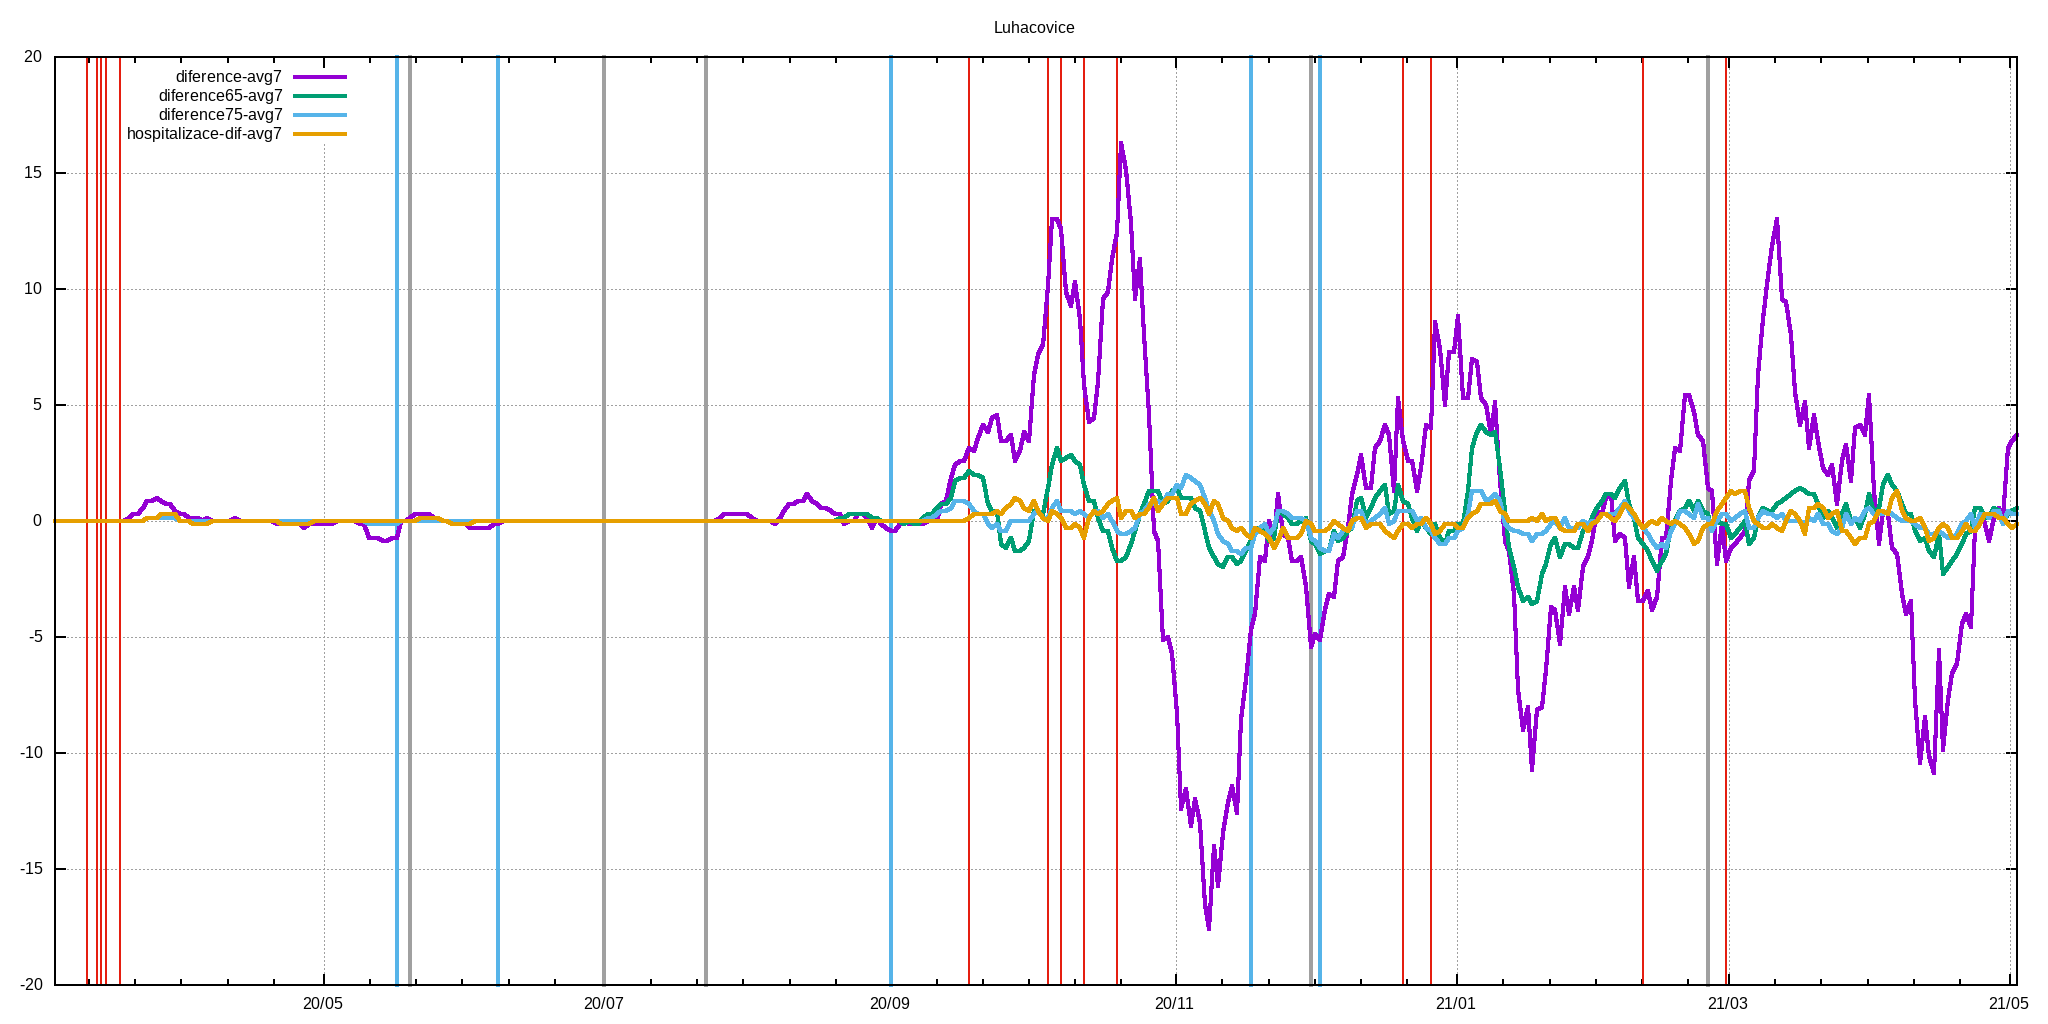 Luhacovice
20
diference-avg7
diference65-avg7
diference75-avg7
hospitalizace-dif-avg7
15
10
5
0
-5
-10
-15
-20
20/05 20/07 20/09 20/11 21/01 21/03 21/05